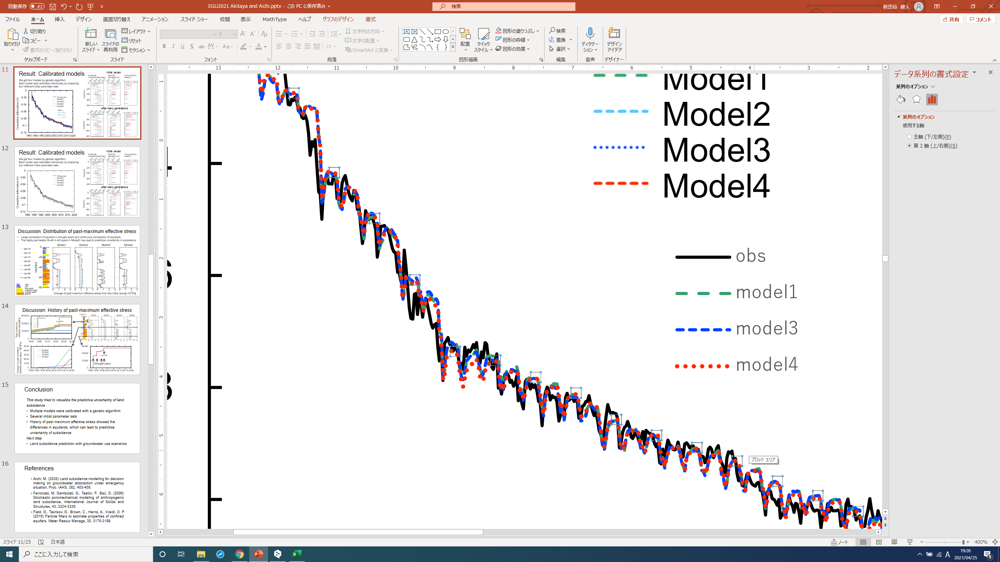 自動保存 オフ
EGU2021 Akitaya and Aichi.pptx - この PC に保存済み
検索
秋田谷 健人
ファイル ホーム 挿入 デザイン 画面切り替え アニメーション スライド ショー 校閲 表示 MathType ヘルプ グラフのデザイン 書式
共有 コメント
貼り付け
切り取り
コピー
書式のコピー/貼り付け
クリップボード
新しい
スライド
スライドの
再利用
レイアウト
リセット
セクション
スライド
9
フォント
文字列の方向
文字の配置
SmartArt に変換
段落
配置
クイック
スタイル
図形の塗りつぶし
図形の枠線
図形の効果
図形描画
検索
置換
選択
編集
ディクテー
ション
音声
デザイン
アイデア
デザイナー
11
Result: Calibrated models
We got four models by genetic algorithm.
Each model was calibrated individually by preparing
four different initial parameter sets.
Initial values
After many generations
Cumulative deformation [m]
12
Result: Calibrated models
We got four models by genetic algorithm.
Each model was calibrated individually by preparing
four different initial parameter sets.
Initial values
After many generations
Cumulative deformation [m]
13
Discussion: Distribution of past-maximum effective stress
• Large compaction of aquifers in drought years and continuous compaction of aquitards
• The highly permeable 30-40 m silt layers in Model2 may lead to predictive uncertainty in subsidence
Model1 Model2 Model3 Model4
Depth[m]
Change of past maximum effective stress from the initial value[×10⁵Pa]
14
Discussion: History of past-maximum effective stress
Drought years
15
Conclusion
This study tried to visualize the predictive uncertainty of land
subsidence
• Multiple models were calibrated with a genetic algorithm
• Several initial parameter sets
• History of past maximum effective stress showed the
differences in aquitards, which can lead to predictive
uncertainty of subsidence
Next step
• Land subsidence prediction with groundwater use scenarios
16
References
• Aichi, M. (2020) Land subsidence modelling for decision
making on groundwater abstraction under emergency
situation, Proc. IAHS, 382, 403-408.
• Ferronato, M. Gambolati, G., Teatini, P., Baú, D. (2006)
Stochastic poromechanical modeling of anthropogenic
land subsidence, International Journal of Solids and
Structures, 43, 3324-3336.
• Field, G., Tavrisov, G., Brown, C., Harris, A., Kreidl, O. P.
(2016) Particle filters to estimate properties of confined
aquifers, Water Resour Manage, 30, 3175-3189.
13 12 11 10 9 8 7 6 5 4 3 2
1
0
1
2
3
4
5
6
Model1
Model2
Model3
Model4
obs
model1
model3
model4
プロット エリア
データ系列の書式設定
系列のオプション
系列のオプション
使用する軸
主軸 (下/左側)(P)
第 2 軸 (上/右側)(S)
スライド 11/25 日本語
ノート
400%
ここに入力して検索
A
19:26
2021/04/25
8